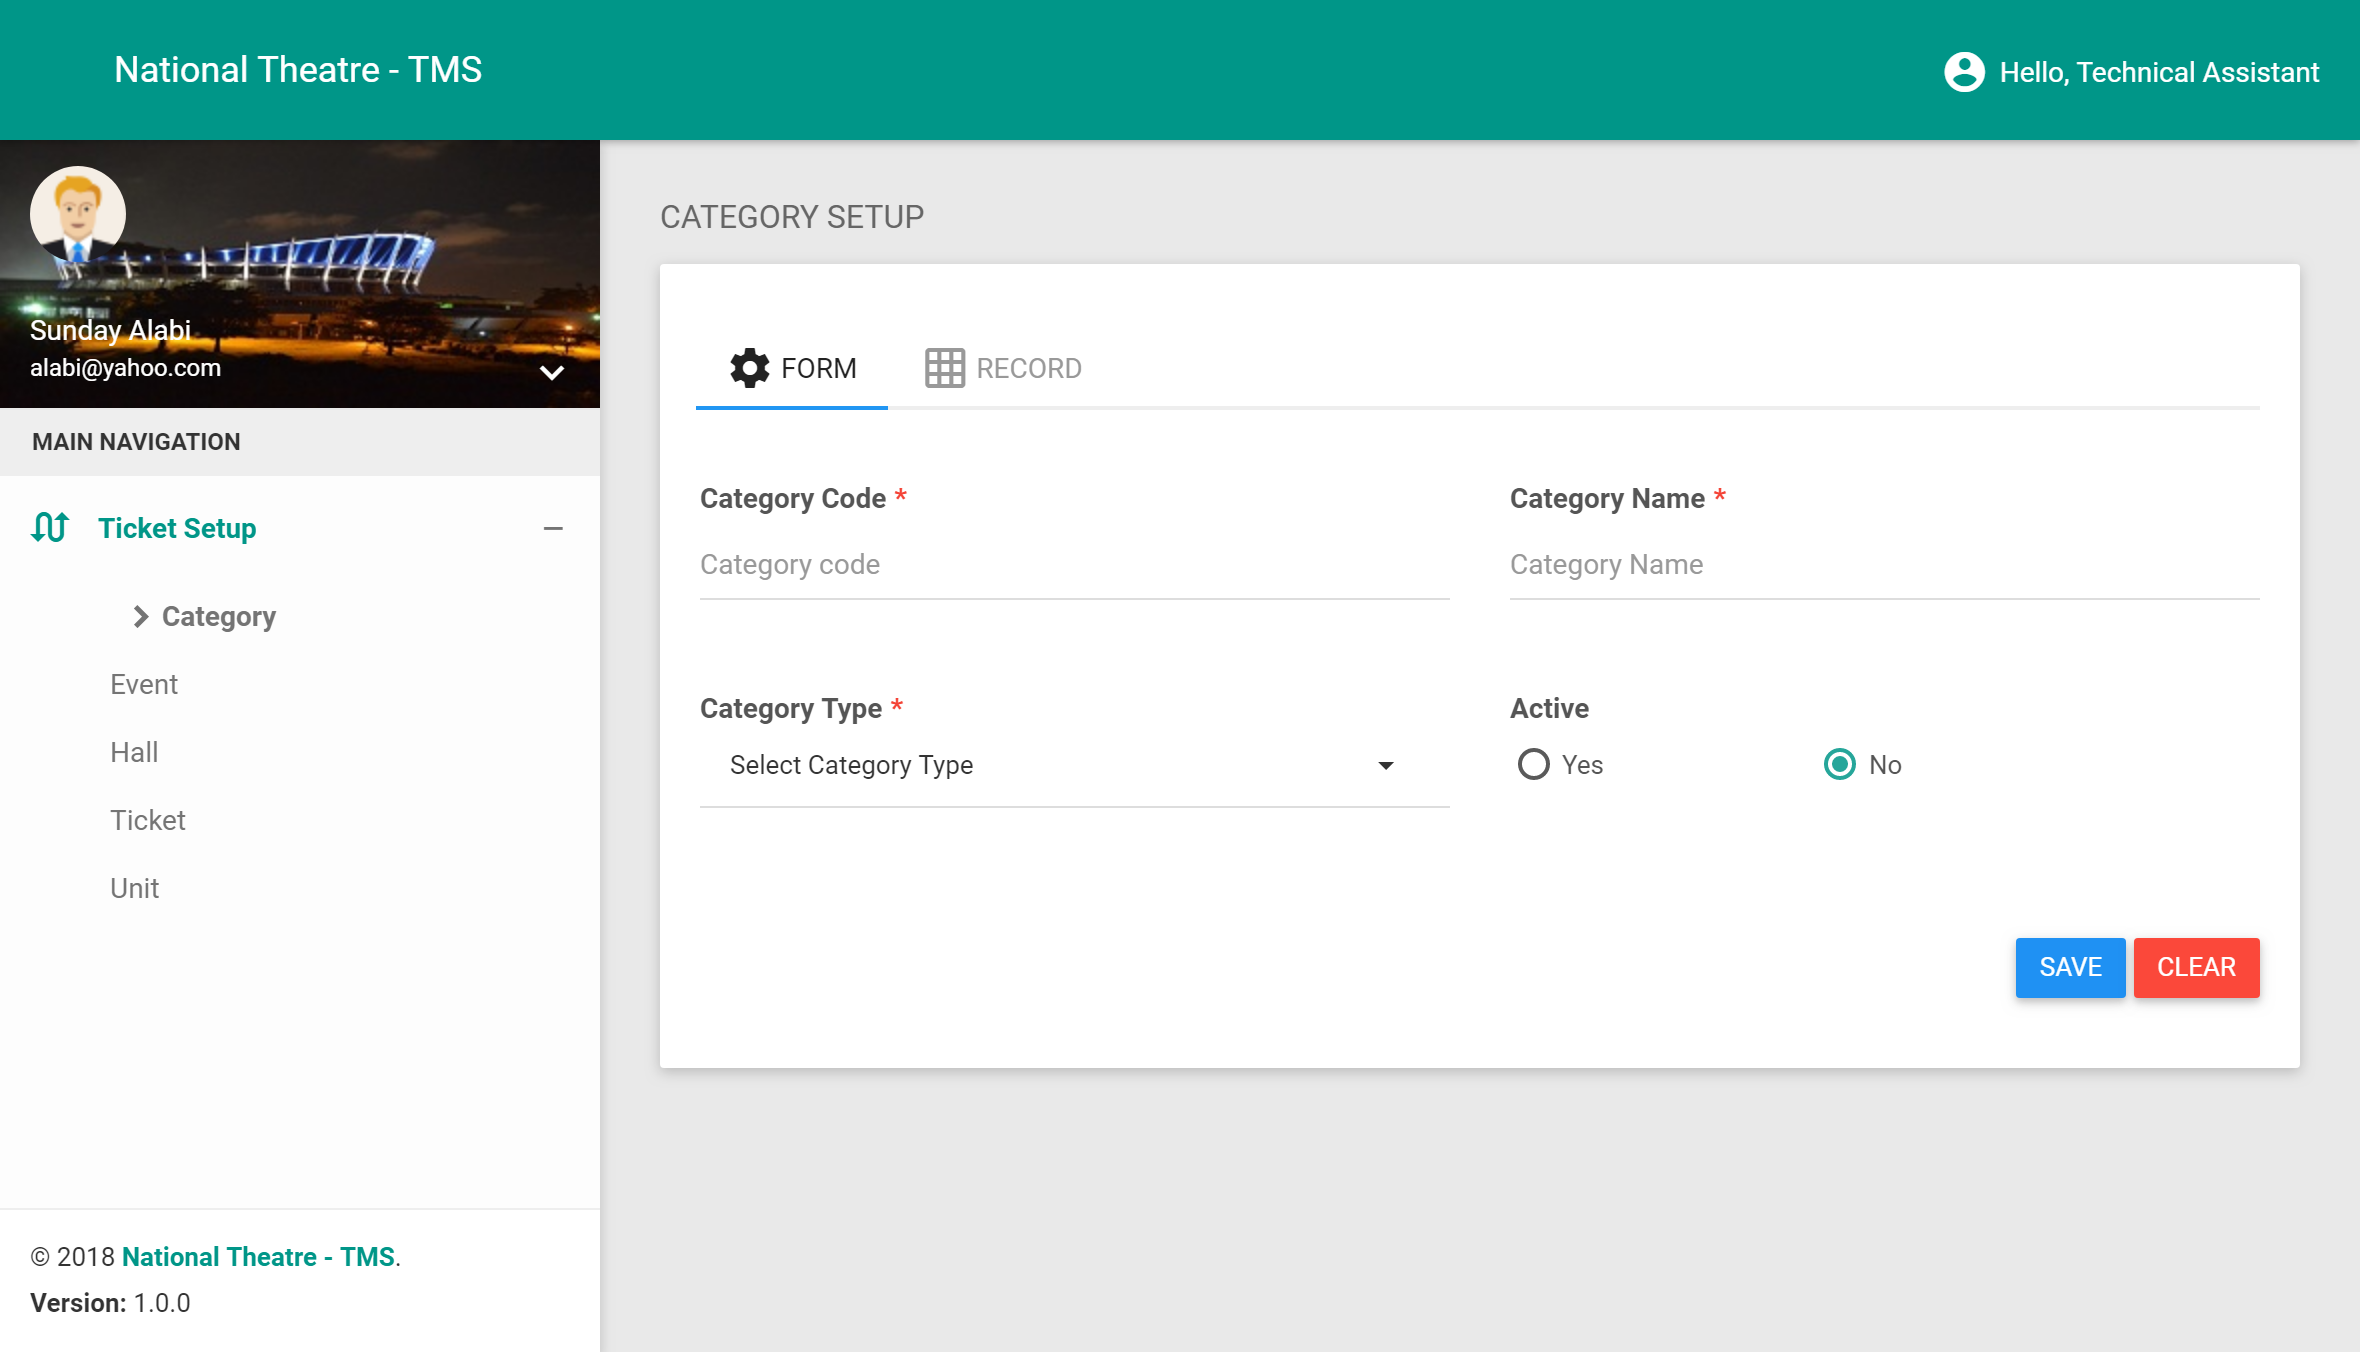 National Theatre - TMS
Hello, Technical Assistant
Sunday Alabi
alabi@yahoo.com
MAIN NAVIGATION
Ticket Setup
Category
Event
Hall
Ticket
Unit
© 2018 National Theatre - TMS.
Version: 1.0.0
CATEGORY SETUP
FORM
RECORD
Category Code *
Category code
Category Name *
Category Name
Category Type *
Select Category Type
Active
Yes
No
SAVE
CLEAR